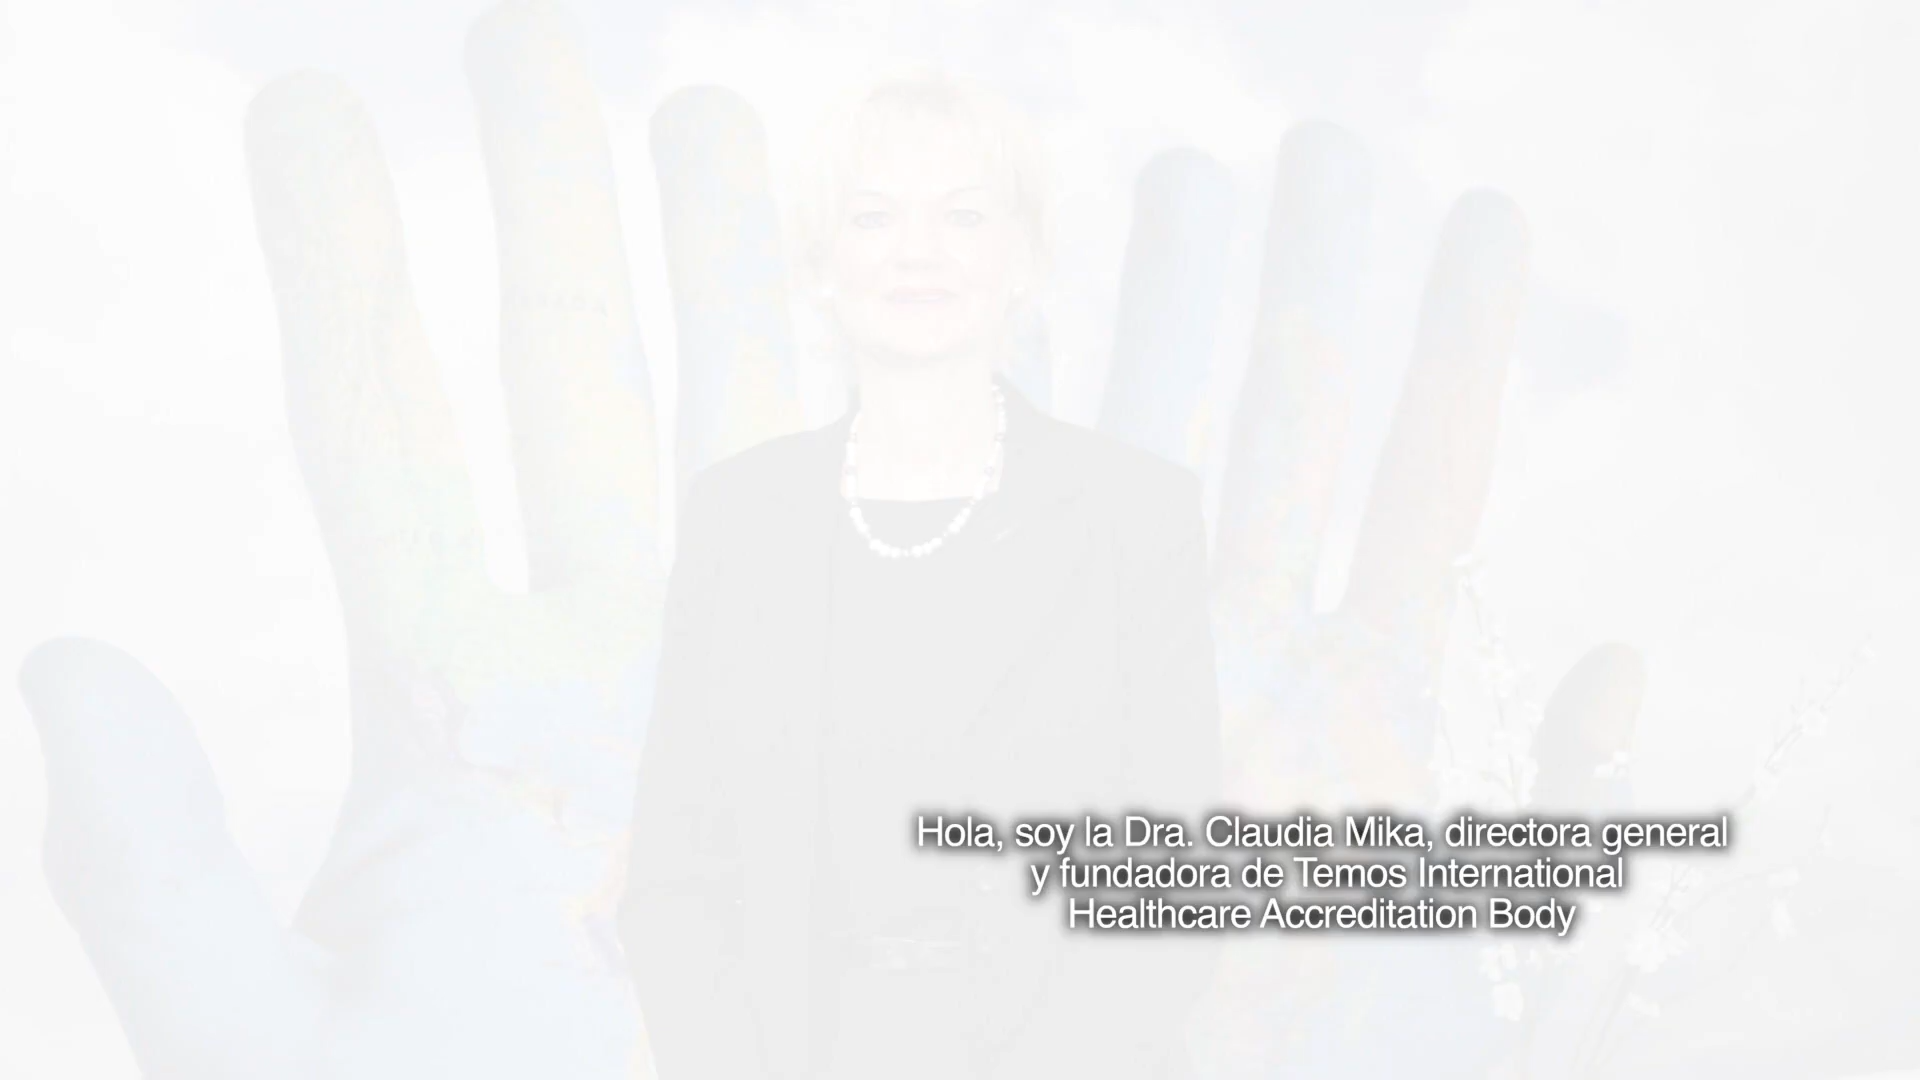 Hola, soy la Dra. Claudia Mika, directora general
y fundadora de Temos International
Healthcare Accreditation Body